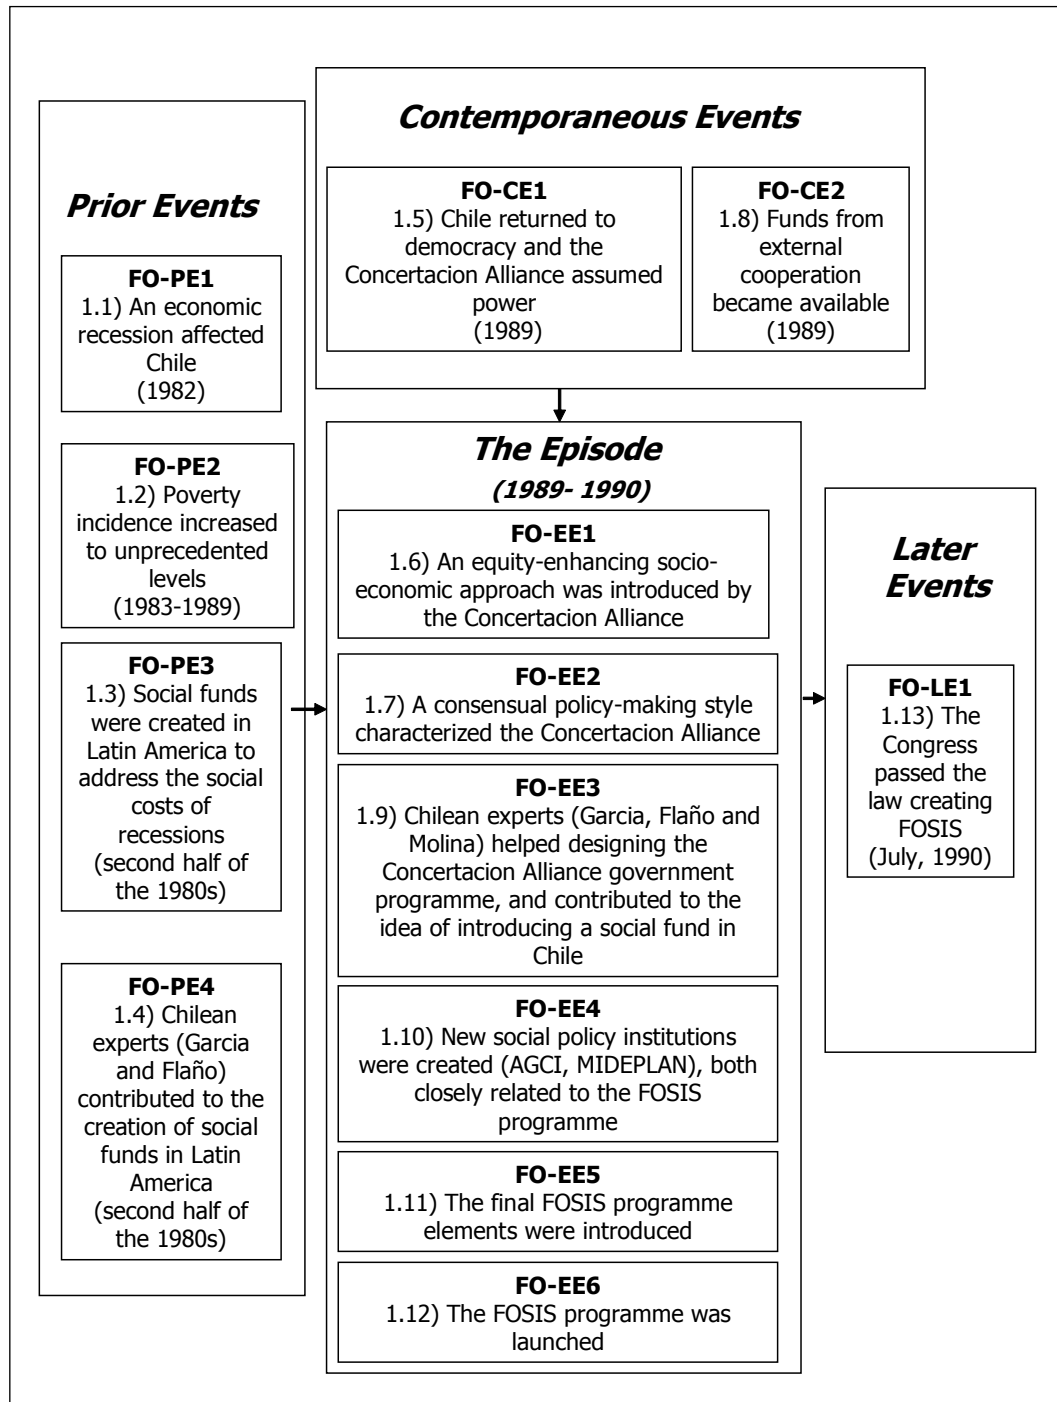 Contemporaneous Events
FO-CE1
1.5) Chile returned to
democracy and the
Concertacion Alliance assumed
power
(1989)
FO-CE2
1.8) Funds from
external
cooperation
became available
(1989)
Prior Events
FO-PE1
1.1) An economic
recession affected
Chile
(1982)
FO-PE2
1.2) Poverty
incidence increased
to unprecedented
levels
(1983-1989)
FO-PE3
1.3) Social funds
were created in
Latin America to
address the social
costs of
recessions
(second half of
the 1980s)
FO-PE4
1.4) Chilean
experts (Garcia
and Flaño)
contributed to the
creation of social
funds in Latin
America
(second half of
the 1980s)
The Episode
(1989- 1990)
FO-EE1
1.6) An equity-enhancing socio-
economic approach was introduced by
the Concertacion Alliance
FO-EE2
1.7) A consensual policy-making style
characterized the Concertacion Alliance
FO-EE3
1.9) Chilean experts (Garcia, Flaño and
Molina) helped designing the
Concertacion Alliance government
programme, and contributed to the
idea of introducing a social fund in
Chile
FO-EE4
1.10) New social policy institutions
were created (AGCI, MIDEPLAN), both
closely related to the FOSIS
programme
FO-EE5
1.11) The final FOSIS programme
elements were introduced
FO-EE6
1.12) The FOSIS programme was
launched
Later
Events
FO-LE1
1.13) The
Congress
passed the
law creating
FOSIS
(July, 1990)